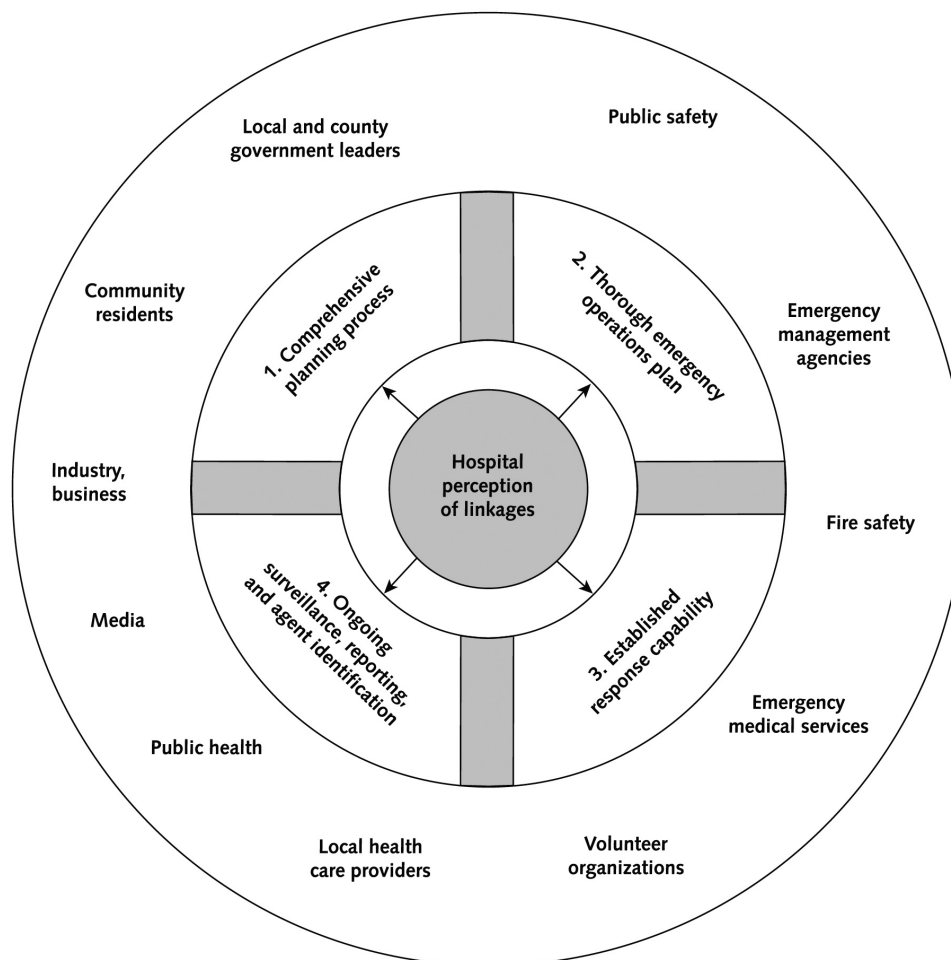 Local and county
government leaders
Public safety
Community
residents
Emergency
management
agencies
1. Comprehensive
planning process
2. Thorough emergency
operations plan
Industry,
business
Hospital
perception
of linkages
Fire safety
Media
4. Ongoing
surveillance, reporting,
and agent identification
3. Established
response capability
Public health
Emergency
medical services
Local health
care providers
Volunteer
organizations